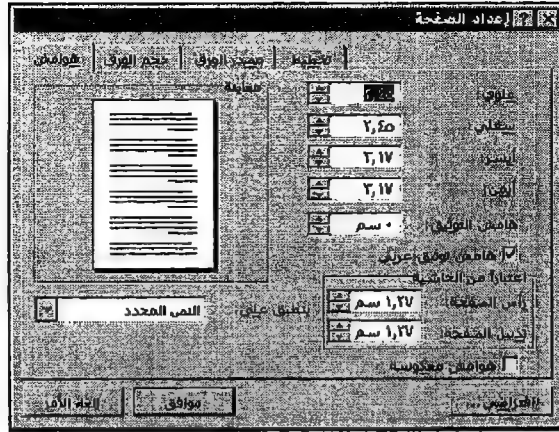 إعداد الصفحة
هوامش حجم الورق مصدر الورق تخطيط
علوي:
معاينة
سفلي: ٢,٤٥
أيسر: ٣,١٧
أيمن: ٣,١٧
هامش التوثيق: ٠ سم
هامش توثيق عربي
اعتبارا من الحاشية
رأس الصفحة: ١,٢٧ سم
تذييل الصفحة: ١,٢٧ سم
تطبيق على: النص المحدد
هوامش معكوسة
افتراضي...
موافق
إلغاء الأمر